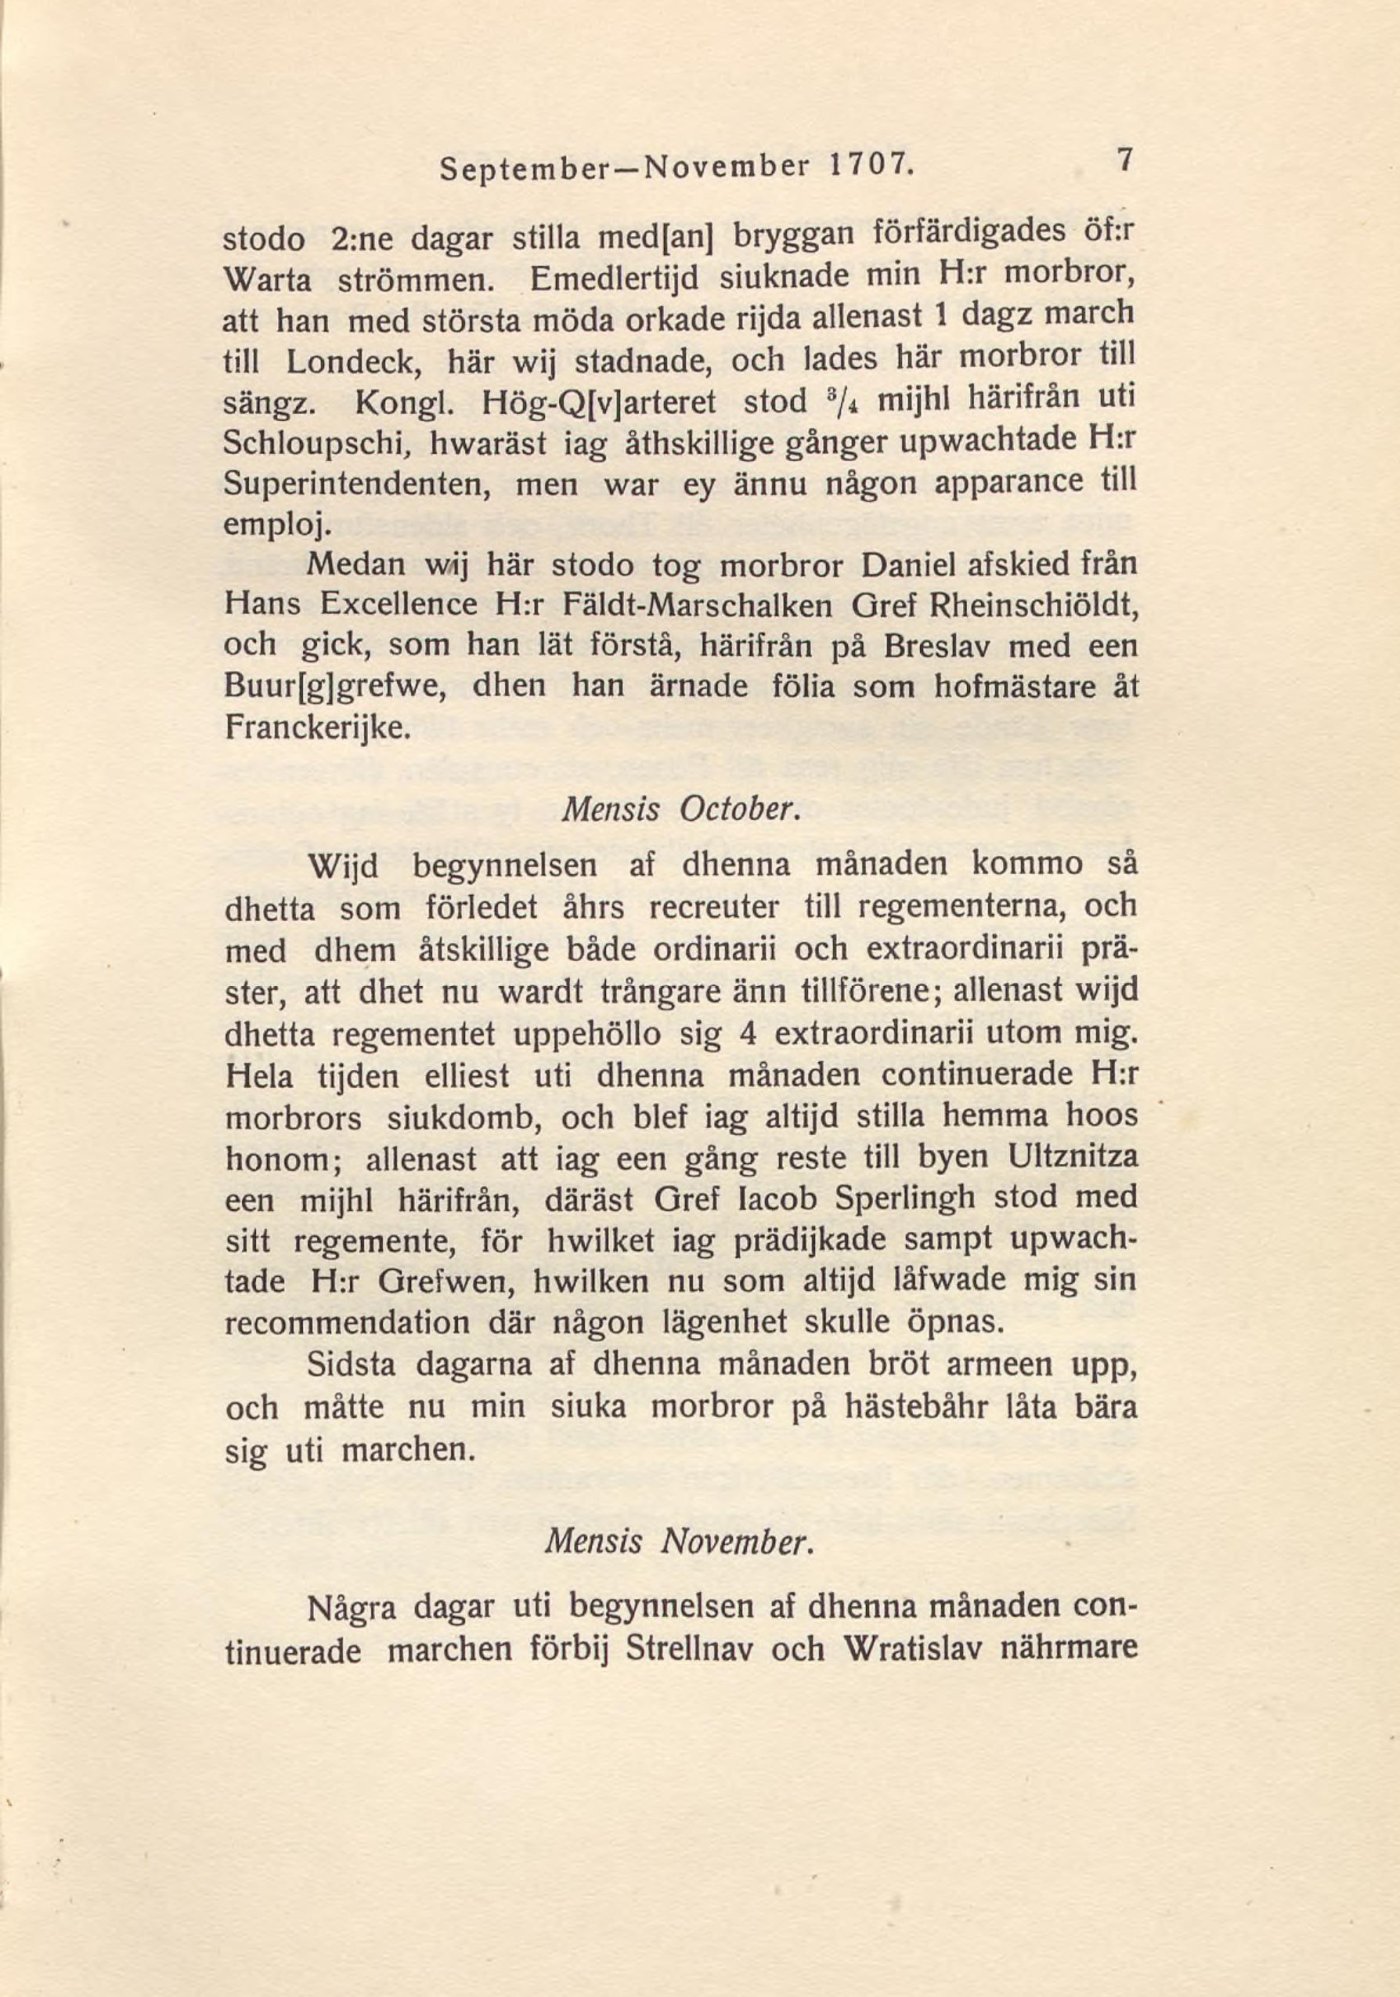 September—November 1707. 7
stodo 2:ne dagar stilla med[an] bryggan förfärdigades öf:r
Warta strömmen. Emedlertijd siuknade min H:r morbror,
att han med största möda orkade rijda allenast 1 dagz march
till Londeck, här wij stadnade, och lades här morbror till
sängz. Kongl. Hög-Q[v]arteret stod ³/₄ mijhl härifrån uti
Schloupschi, hwaräst iag åthskillige gånger upwachtade H:r
Superintendenten, men war ey ännu någon apparance till
emploj.
Medan wij här stodo tog morbror Daniel afskied från
Hans Excellence H:r Fäldt-Marschalken Gref Rheinschiöldt,
och gick, som han lät förstå, härifrån på Breslav med een
Buur[g]grefwe, dhen han ärnade fölia som hofmästare åt
Franckerijke.
Mensis October.
Wijd begynnelsen af dhenna månaden kommo så
dhetta som förledet åhrs recreuter till regementerna, och
med dhem åtskillige både ordinarii och extraordinarii prä-
ster, att dhet nu wardt trångare änn tillförene; allenast wijd
dhetta regementet uppehöllo sig 4 extraordinarii utom mig.
Hela tijden elliest uti dhenna månaden continuerade H:r
morbrors siukdomb, och blef iag altijd stilla hemma hoos
honom; allenast att iag een gång reste till byen Ultznitza
een mijhl härifrån, däräst Gref Iacob Sperlingh stod med
sitt regemente, för hwilket iag prädijkade sampt upwach-
tade H:r Grefwen, hwilken nu som altijd låfwade mig sin
recommendation där någon lägenhet skulle öpnas.
Sidsta dagarna af dhenna månaden bröt armeen upp,
och måtte nu min siuka morbror på hästebåhr låta bära
sig uti marchen.
Mensis November.
Några dagar uti begynnelsen af dhenna månaden con-
tinuerade marchen förbij Strellnav och Wratislav nährmare